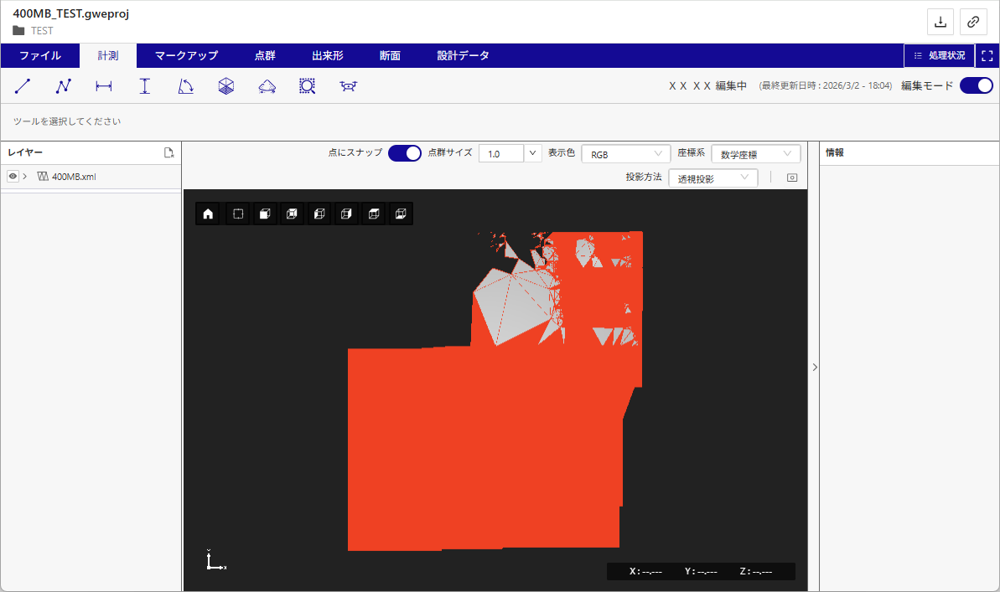 400MB_TEST.gweproj
TEST
ファイル 計測 マークアップ 点群 出来形 断面 設計データ 処理状況
ＸＸ ＸＸ 編集中 (最終更新日時 : 2026/3/2 - 18:04) 編集モード
ツールを選択してください
レイヤー
400MB.xml
点にスナップ 点群サイズ 1.0 表示色 RGB 座標系 数学座標
投影方法 透視投影
情報
X:--.--- Y:--.--- Z:--.---